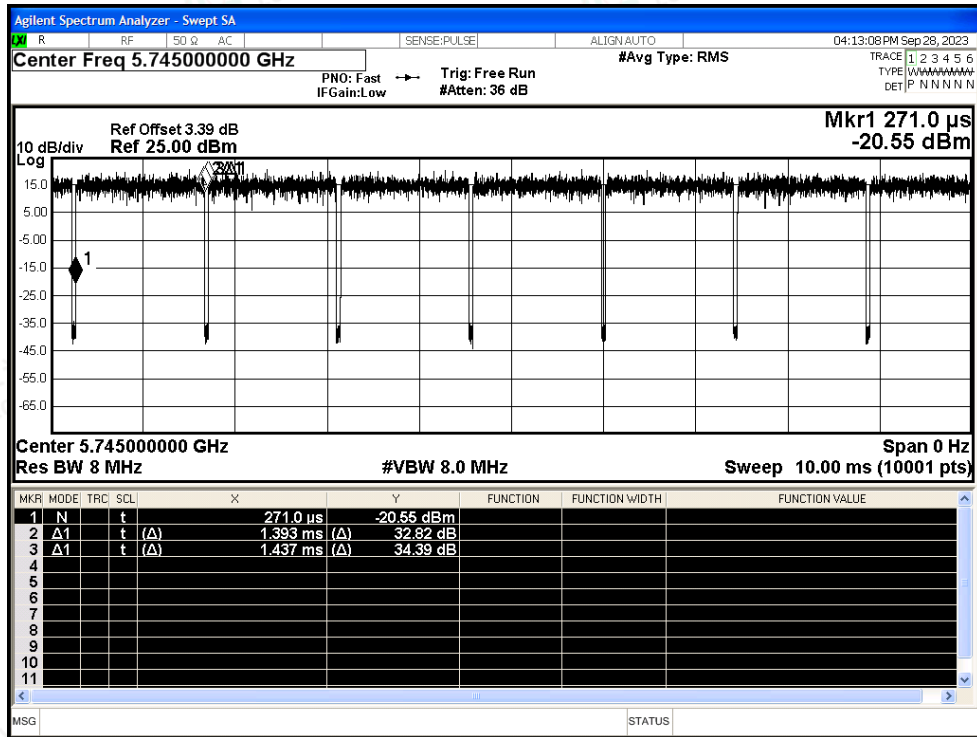 Agilent Spectrum Analyzer - Swept SA
LXI R RF 50 Ω AC SENSE:PULSE ALIGN AUTO 04:13:08 PM Sep 28, 2023
Center Freq 5.745000000 GHz
#Avg Type: RMS
TRACE 1 2 3 4 5 6
TYPE
DET P N N N N N
PNO: Fast
IFGain:Low
Trig: Free Run
#Atten: 36 dB
Mkr1 271.0 µs
-20.55 dBm
Ref Offset 3.39 dB
10 dB/div Ref 25.00 dBm
Log
15.0
5.00
-5.00
-15.0
-25.0
-35.0
-45.0
-55.0
-65.0
1
Center 5.745000000 GHz Span 0 Hz
Res BW 8 MHz #VBW 8.0 MHz Sweep 10.00 ms (10001 pts)
MKR MODE TRC SCL X Y FUNCTION FUNCTION WIDTH FUNCTION VALUE
1 N t 271.0 µs -20.55 dBm
2 Δ1 t (Δ) 1.393 ms (Δ) 32.82 dB
3 Δ1 t (Δ) 1.437 ms (Δ) 34.39 dB
4
5
6
7
8
9
10
11
MSG STATUS